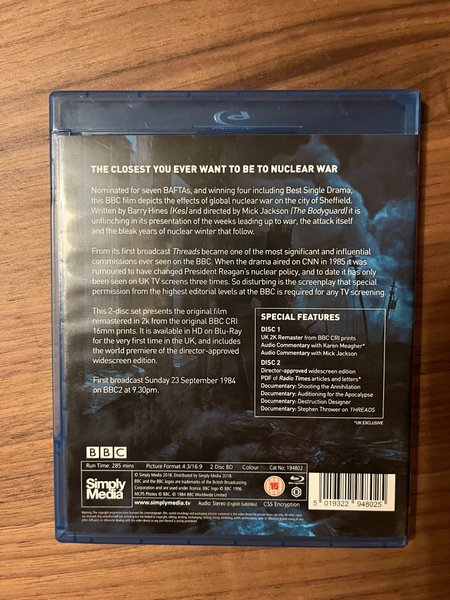 THE CLOSEST YOU EVER WANT TO BE TO NUCLEAR WAR
Nominated for seven BAFTAs, and winning four including Best Single Drama,
this BBC film depicts the effects of global nuclear war on the city of Sheffield.
Written by Barry Hines (Kes) and directed by Mick Jackson (The Bodyguard) it is
unflinching in its presentation of the weeks leading up to war, the attack itself
and the bleak years of nuclear winter that follow.
From its first broadcast Threads became one of the most significant and influential
commissions ever seen on the BBC. When the drama aired on CNN in 1985 it was
rumoured to have changed President Reagan's nuclear policy, and to date it has only
been seen on UK TV screens three times. So disturbing is the screenplay that special
permission from the highest editorial levels at the BBC is required for any TV screening.
This 2-disc set presents the original film
remastered in 2k from the original BBC CRI
16mm prints. It is available in HD on Blu-Ray
for the very first time in the UK, and includes
the world premiere of the director-approved
widescreen edition.
First broadcast Sunday 23 September 1984
on BBC2 at 9.30pm.
SPECIAL FEATURES
DISC 1
UK 2K Remaster from BBC CRI prints
Audio Commentary with Karen Meagher*
Audio Commentary with Mick Jackson
DISC 2
Director-approved widescreen edition
PDF of Radio Times articles and letters*
Documentary: Shooting the Annihilation
Documentary: Auditioning for the Apocalypse
Documentary: Destruction Designer
Documentary: Stephen Thrower on THREADS
*UK EXCLUSIVE
BBC
Run Time: 285 mins Picture Format 4:3/16:9 2 Disc BD Colour Cat No: 194802
Simply
Media
© Simply Media 2018. Distributed by Simply Media 2018.
BBC and the BBC logos are trademarks of the British Broadcasting
Corporation and are used under licence. BBC logo © BBC 1996.
MCPS Photos © BBC © 1984 BBC Worldwide Limited
www.simplymedia.tv
Audio: Stereo (English Subtitles) CSS Encryption
15
5 019322 948025